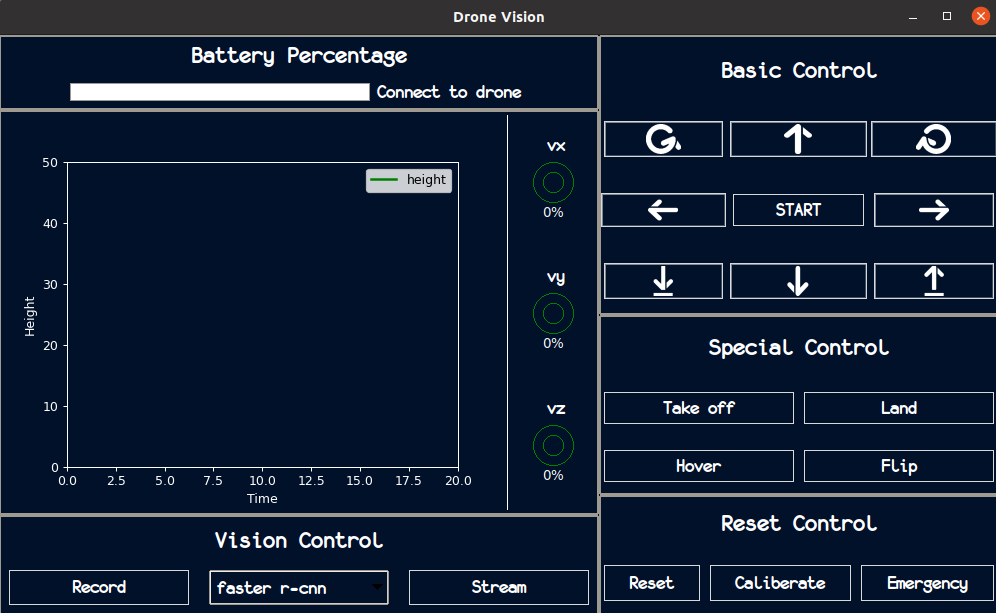 Drone Vision
Battery Percentage
Connect to drone
50
40
30
20
10
0
Height
height
0.0 2.5 5.0 7.5 10.0 12.5 15.0 17.5 20.0
Time
vx
0%
vy
0%
vz
0%
Vision Control
Record
faster r-cnn
Stream
Basic Control
START
Special Control
Take off
Land
Hover
Flip
Reset Control
Reset
Caliberate
Emergency